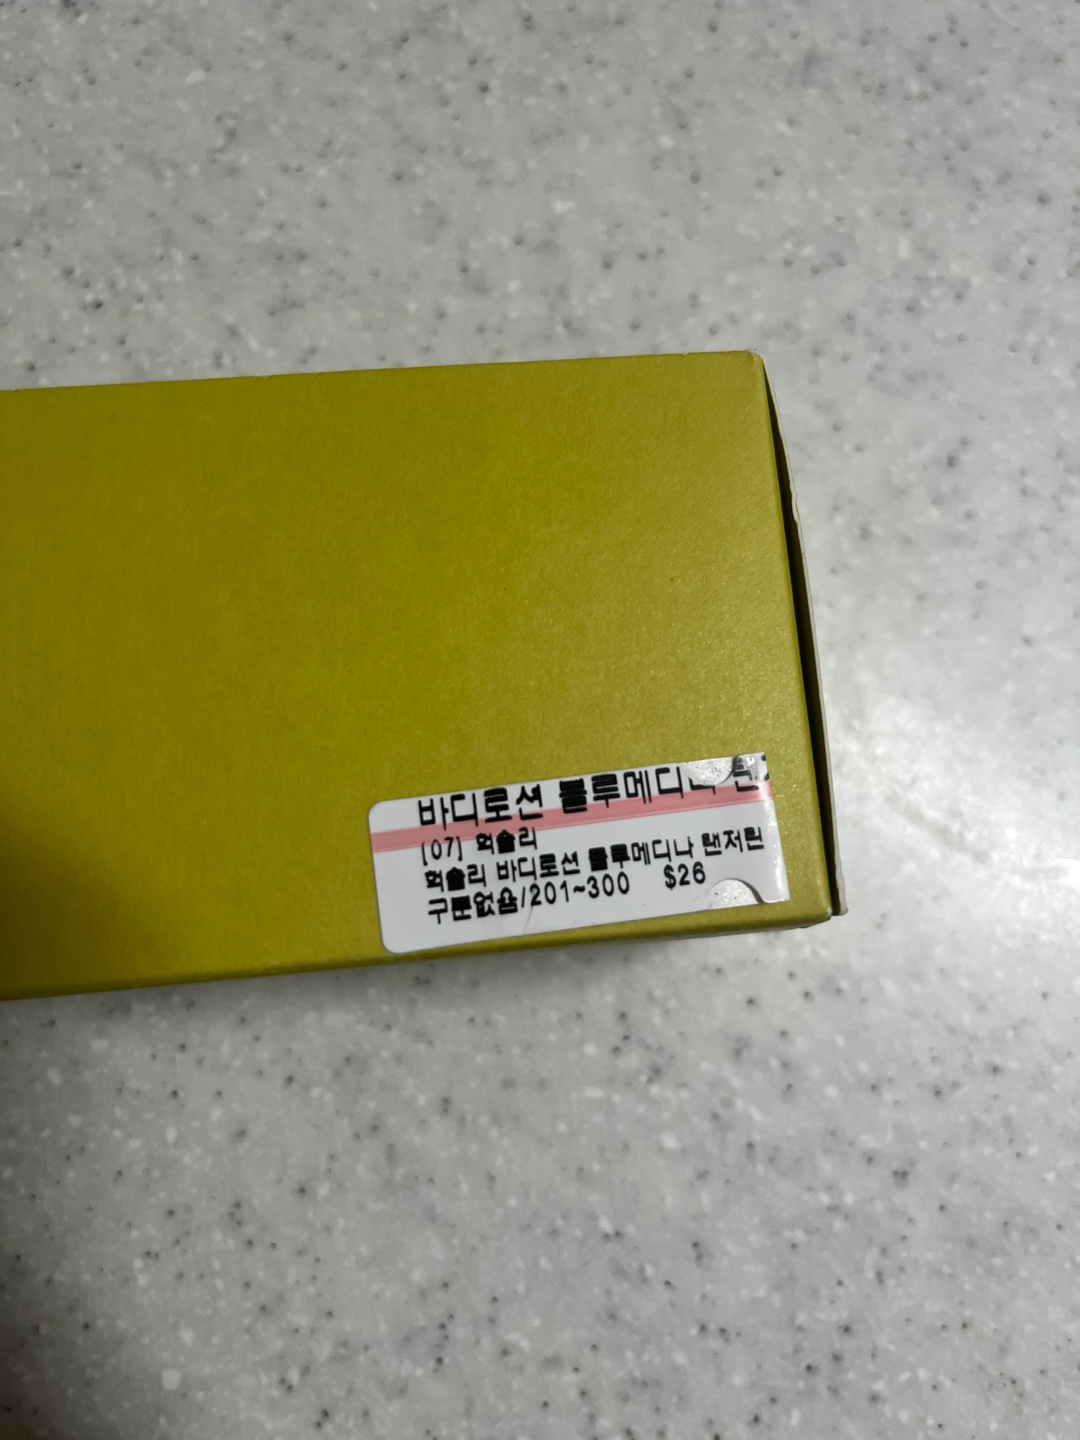 바디로션 블루메디나 탠
[07] 헉슬리
헉슬리 바디로션 블루메디나 탠저린
구분없음/201~300 $26